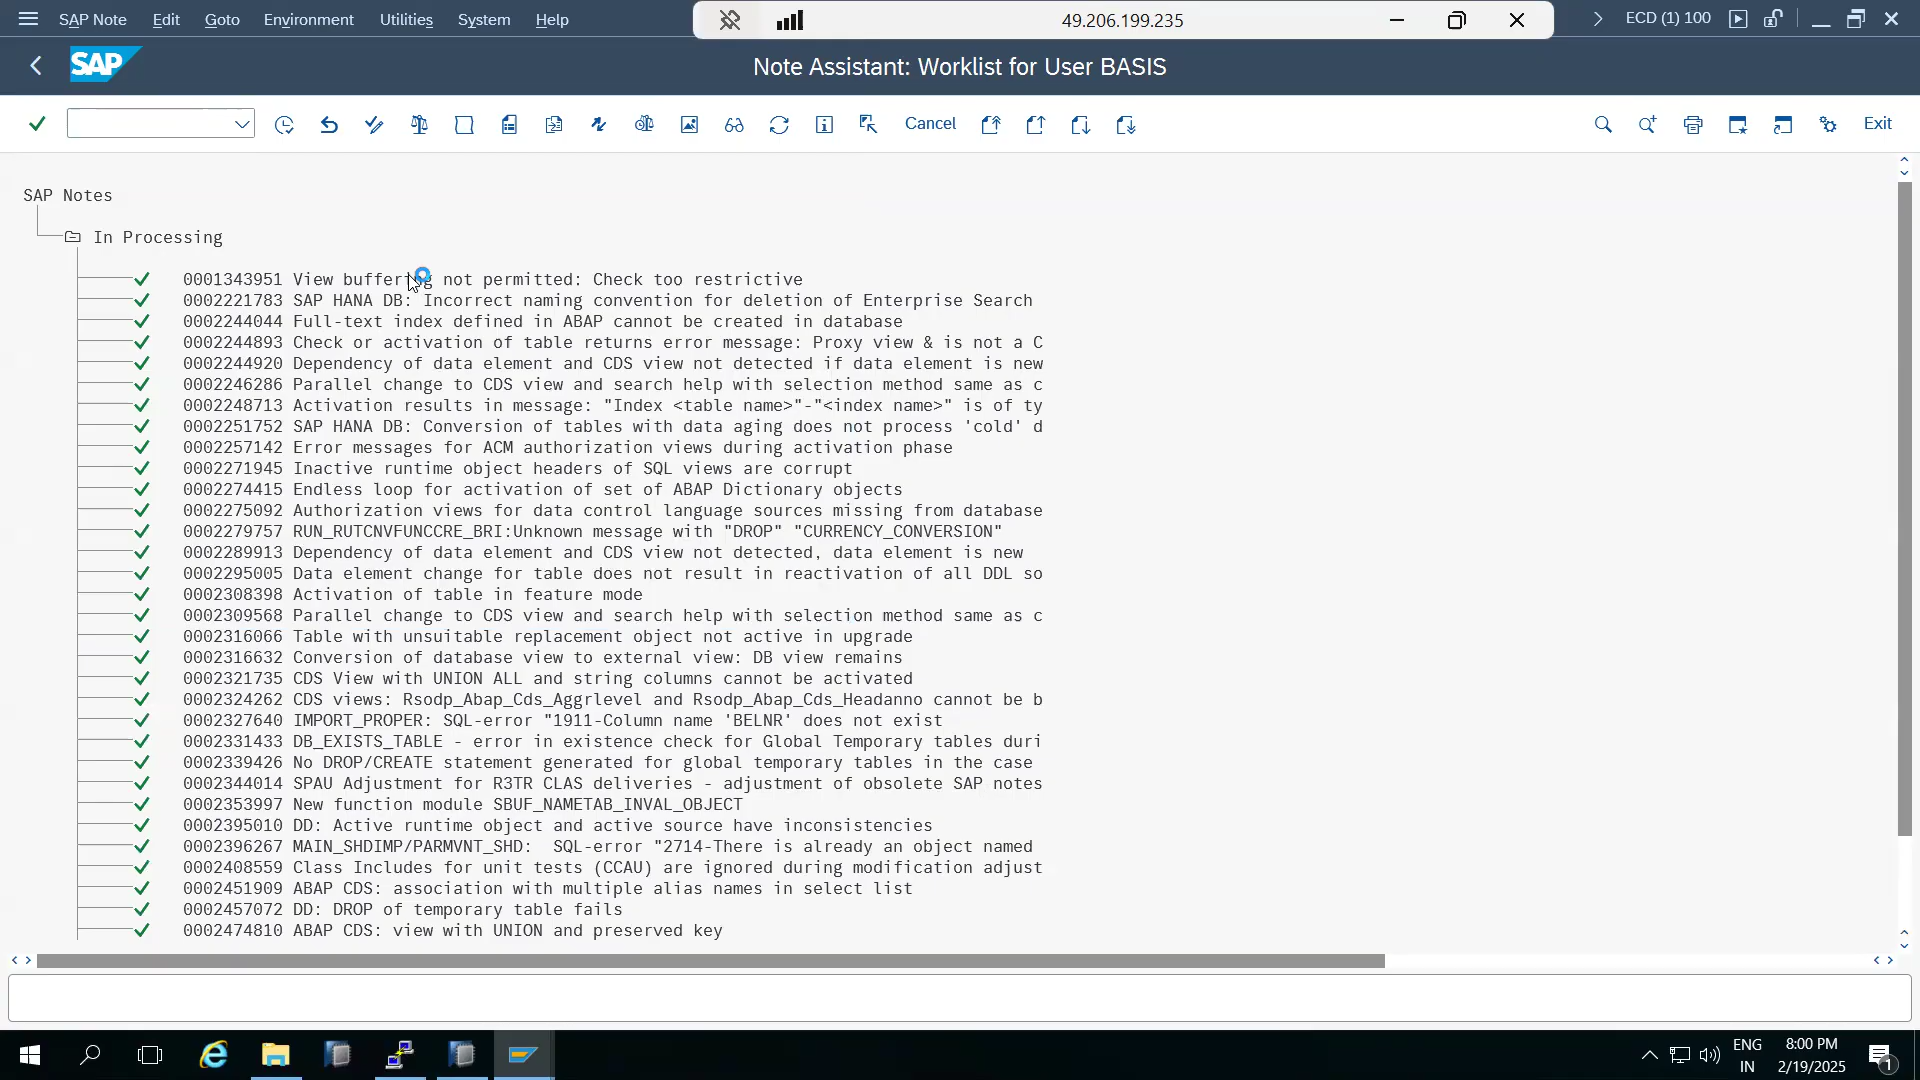 SAP Note Edit Goto Environment Utilities System Help 49.206.199.235 ECD (1) 100
SAP Note Assistant: Worklist for User BASIS
Cancel Exit
SAP Notes
In Processing
0001343951 View buffering not permitted: Check too restrictive
0002221783 SAP HANA DB: Incorrect naming convention for deletion of Enterprise Search
0002244044 Full-text index defined in ABAP cannot be created in database
0002244893 Check or activation of table returns error message: Proxy view & is not a C
0002244920 Dependency of data element and CDS view not detected if data element is new
0002246286 Parallel change to CDS view and search help with selection method same as c
0002248713 Activation results in message: "Index <table name>"-"<index name>" is of ty
0002251752 SAP HANA DB: Conversion of tables with data aging does not process 'cold' d
0002257142 Error messages for ACM authorization views during activation phase
0002271945 Inactive runtime object headers of SQL views are corrupt
0002274415 Endless loop for activation of set of ABAP Dictionary objects
0002275092 Authorization views for data control language sources missing from database
0002279757 RUN_RUTCNVFUNCCRE_BRI:Unknown message with "DROP" "CURRENCY_CONVERSION"
0002289913 Dependency of data element and CDS view not detected, data element is new
0002295005 Data element change for table does not result in reactivation of all DDL so
0002308398 Activation of table in feature mode
0002309568 Parallel change to CDS view and search help with selection method same as c
0002316066 Table with unsuitable replacement object not active in upgrade
0002316632 Conversion of database view to external view: DB view remains
0002321735 CDS View with UNION ALL and string columns cannot be activated
0002324262 CDS views: Rsodp_Abap_Cds_Aggrlevel and Rsodp_Abap_Cds_Headanno cannot be b
0002327640 IMPORT_PROPER: SQL-error "1911-Column name 'BELNR' does not exist
0002331433 DB_EXISTS_TABLE - error in existence check for Global Temporary tables duri
0002339426 No DROP/CREATE statement generated for global temporary tables in the case
0002344014 SPAU Adjustment for R3TR CLAS deliveries - adjustment of obsolete SAP notes
0002353997 New function module SBUF_NAMETAB_INVAL_OBJECT
0002395010 DD: Active runtime object and active source have inconsistencies
0002396267 MAIN_SHDIMP/PARMVNT_SHD:  SQL-error "2714-There is already an object named
0002408559 Class Includes for unit tests (CCAU) are ignored during modification adjust
0002451909 ABAP CDS: association with multiple alias names in select list
0002457072 DD: DROP of temporary table fails
0002474810 ABAP CDS: view with UNION and preserved key
ENG 8:00 PM
IN 2/19/2025 1